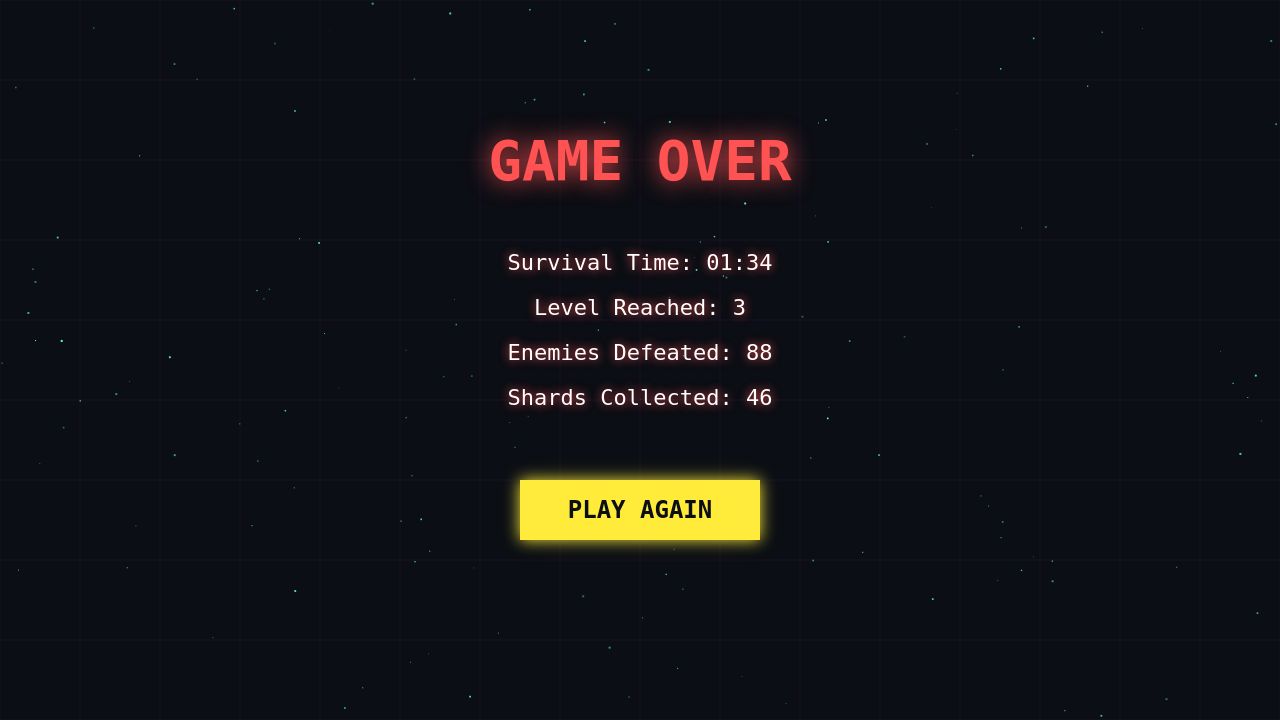 GAME OVER
Survival Time: 01:34
Level Reached: 3
Enemies Defeated: 88
Shards Collected: 46
PLAY AGAIN